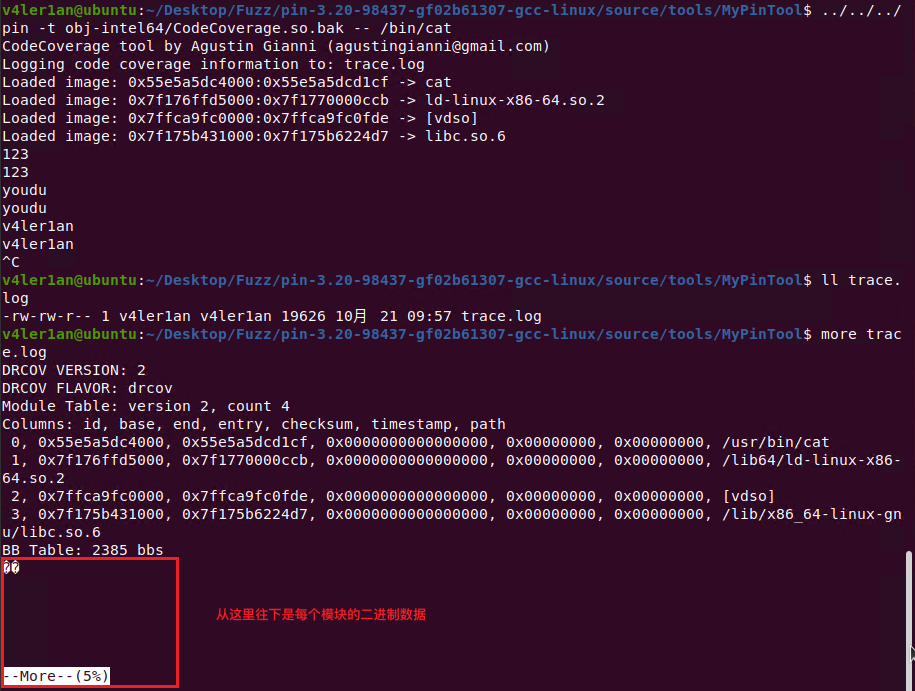 v4ler1an@ubuntu:~/Desktop/Fuzz/pin-3.20-98437-gf02b61307-gcc-linux/source/tools/MyPinTool$ ../../../
pin -t obj-intel64/CodeCoverage.so.bak -- /bin/cat
CodeCoverage tool by Agustin Gianni (agustingianni@gmail.com)
Logging code coverage information to: trace.log
Loaded image: 0x55e5a5dc4000:0x55e5a5dcd1cf -> cat
Loaded image: 0x7f176ffd5000:0x7f1770000ccb -> ld-linux-x86-64.so.2
Loaded image: 0x7ffca9fc0000:0x7ffca9fc0fde -> [vdso]
Loaded image: 0x7f175b431000:0x7f175b6224d7 -> libc.so.6
123
123
youdu
youdu
v4ler1an
v4ler1an
^C
v4ler1an@ubuntu:~/Desktop/Fuzz/pin-3.20-98437-gf02b61307-gcc-linux/source/tools/MyPinTool$ ll trace.
log
-rw-rw-r-- 1 v4ler1an v4ler1an 19626 10月 21 09:57 trace.log
v4ler1an@ubuntu:~/Desktop/Fuzz/pin-3.20-98437-gf02b61307-gcc-linux/source/tools/MyPinTool$ more trac
e.log
DRCOV VERSION: 2
DRCOV FLAVOR: drcov
Module Table: version 2, count 4
Columns: id, base, end, entry, checksum, timestamp, path
 0, 0x55e5a5dc4000, 0x55e5a5dcd1cf, 0x0000000000000000, 0x00000000, 0x00000000, /usr/bin/cat
 1, 0x7f176ffd5000, 0x7f1770000ccb, 0x0000000000000000, 0x00000000, 0x00000000, /lib64/ld-linux-x86-
64.so.2
 2, 0x7ffca9fc0000, 0x7ffca9fc0fde, 0x0000000000000000, 0x00000000, 0x00000000, [vdso]
 3, 0x7f175b431000, 0x7f175b6224d7, 0x0000000000000000, 0x00000000, 0x00000000, /lib/x86_64-linux-gn
u/libc.so.6
BB Table: 2385 bbs
��
从这里往下是每个模块的二进制数据
--More--(5%)